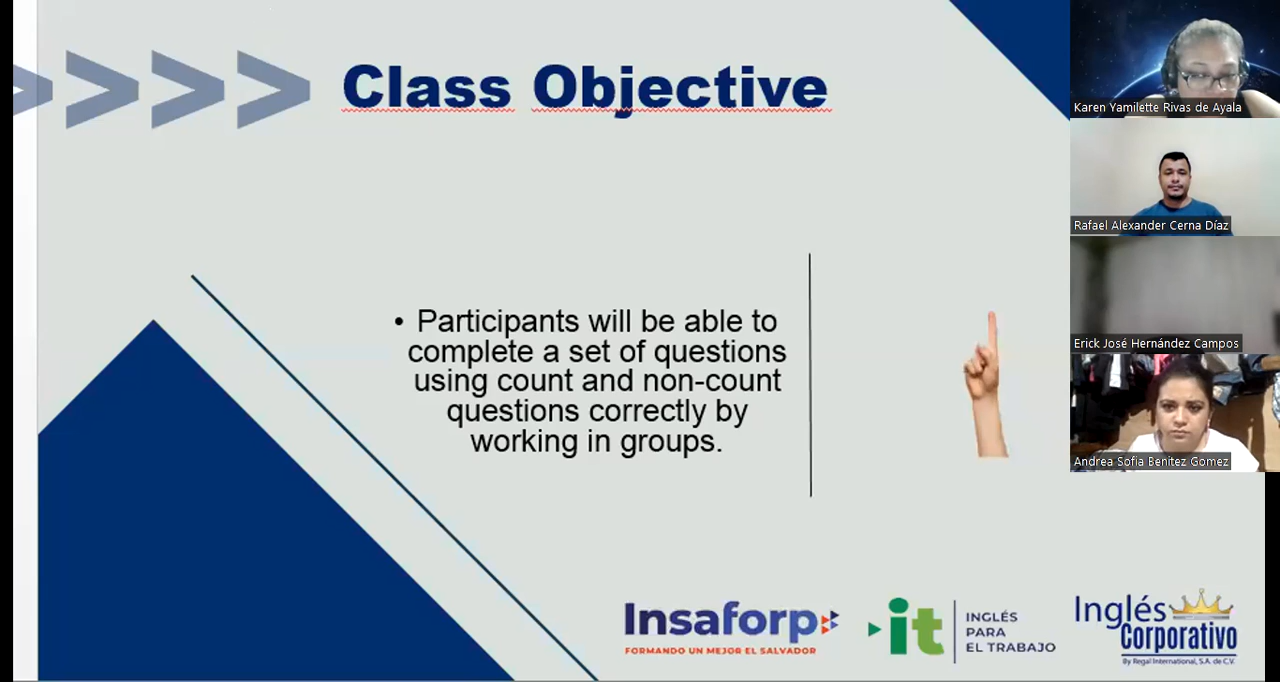 Class Objective
• Participants will be able to
complete a set of questions
using count and non-count
questions correctly by
working in groups.
Karen Yamilette Rivas de Ayala
Rafael Alexander Cerna Díaz
Erick José Hernández Campos
Andrea Sofia Benitez Gomez
Insaforp
FORMANDO UN MEJOR EL SALVADOR
it
INGLÉS
PARA
EL TRABAJO
Inglés
Corporativo
By Regal International, S.A. de C.V.